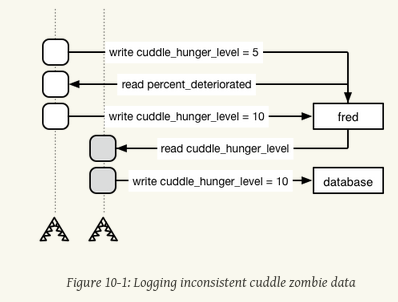 write cuddle_hunger_level = 5
read percent_deteriorated
write cuddle_hunger_level = 10
fred
read cuddle_hunger_level
write cuddle_hunger_level = 10
database
Figure 10-1: Logging inconsistent cuddle zombie data